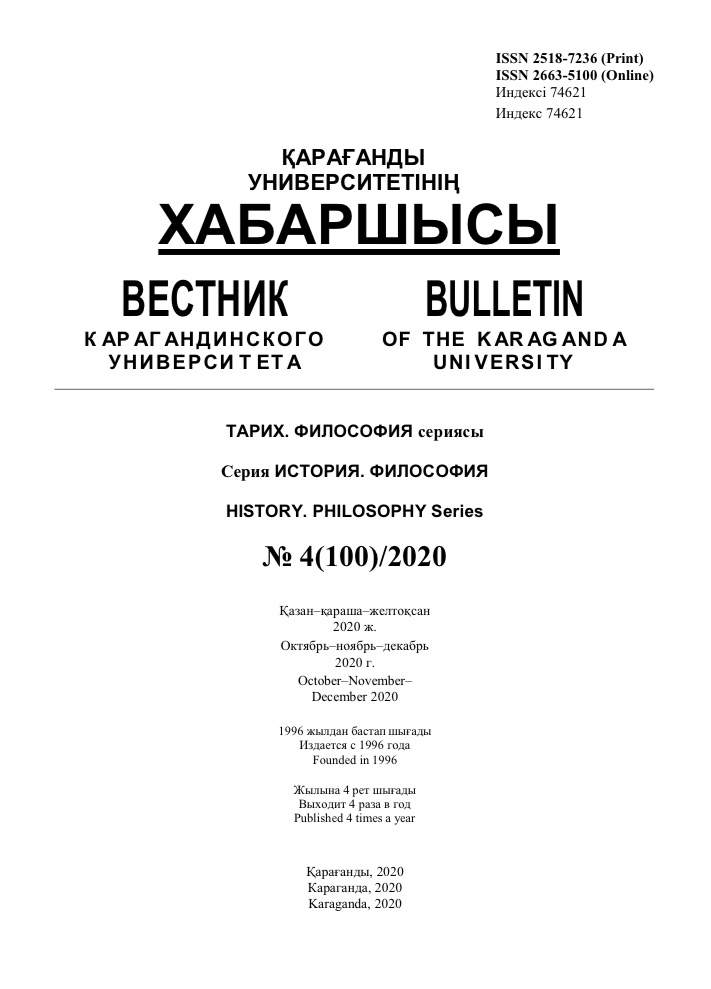 ISSN 2518-7236 (Print)
ISSN 2663-5100 (Online)
Индексі 74621
Индекс 74621
ҚАРАҒАНДЫ
УНИВЕРСИТЕТІНІҢ
ХАБАРШЫСЫ
ВЕСТНИК
КАРАГАНДИНСКОГО
УНИВЕРСИТЕТА
BULLETIN
OF THE KARAGANDA
UNIVERSITY
ТАРИХ. ФИЛОСОФИЯ сериясы
Серия ИСТОРИЯ. ФИЛОСОФИЯ
HISTORY. PHILOSOPHY Series
№ 4(100)/2020
Қазан–қараша–желтоқсан
2020 ж.
Октябрь–ноябрь–декабрь
2020 г.
October–November–
December 2020
1996 жылдан бастап шығады
Издается с 1996 года
Founded in 1996
Жылына 4 рет шығады
Выходит 4 раза в год
Published 4 times a year
Қарағанды, 2020
Караганда, 2020
Karaganda, 2020